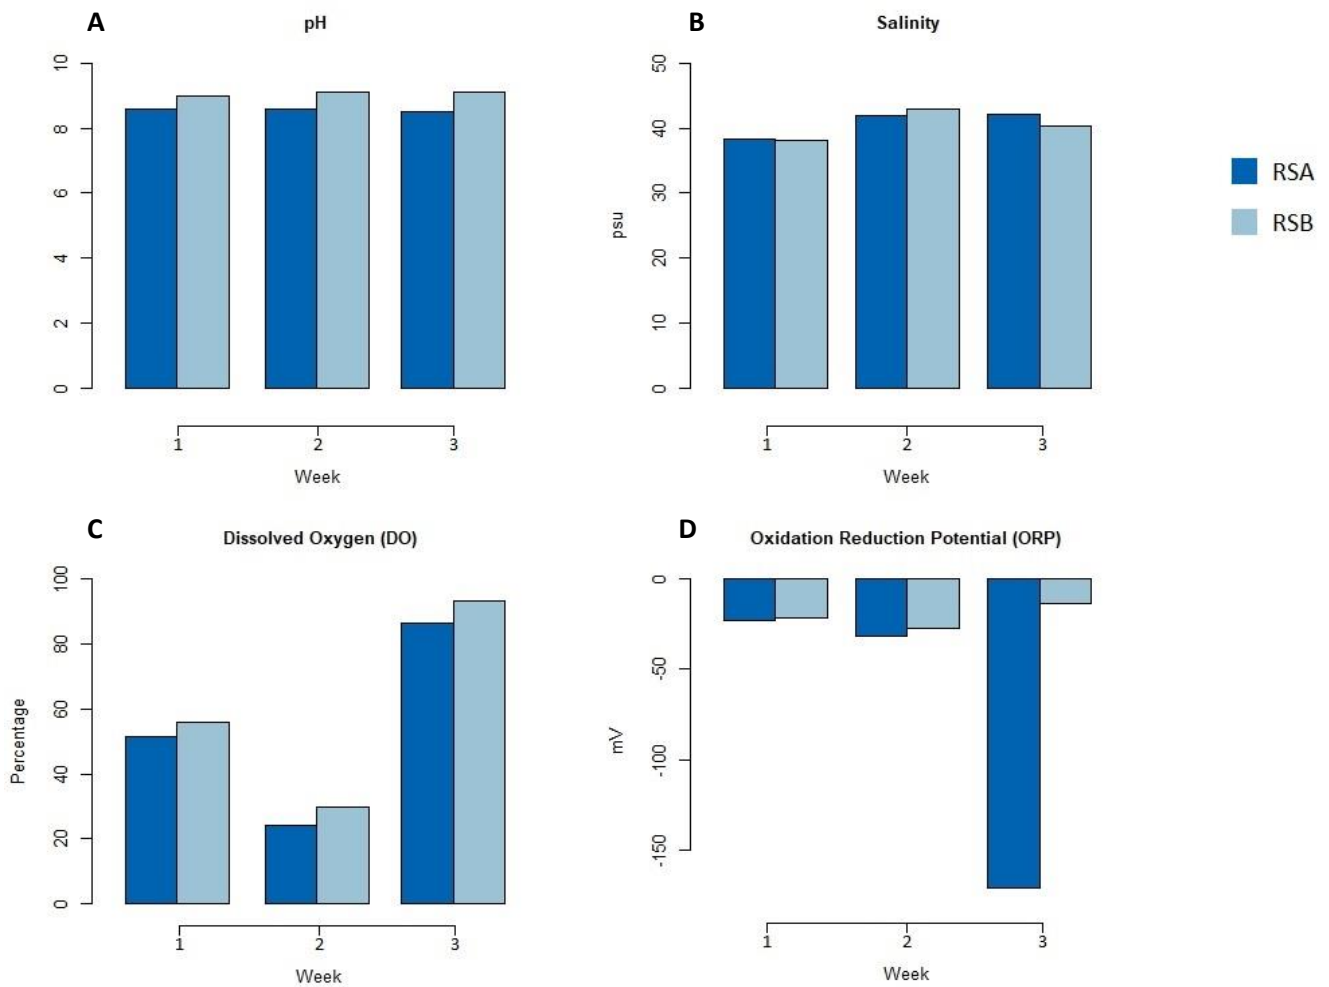 A
pH
10
8
6
4
2
0
1
2
3
Week
B
Salinity
psu
50
40
30
20
10
0
1
2
3
Week
RSA
RSB
C
Dissolved Oxygen (DO)
Percentage
100
80
60
40
20
0
1
2
3
Week
D
Oxidation Reduction Potential (ORP)
mV
0
-50
-100
-150
1
2
3
Week